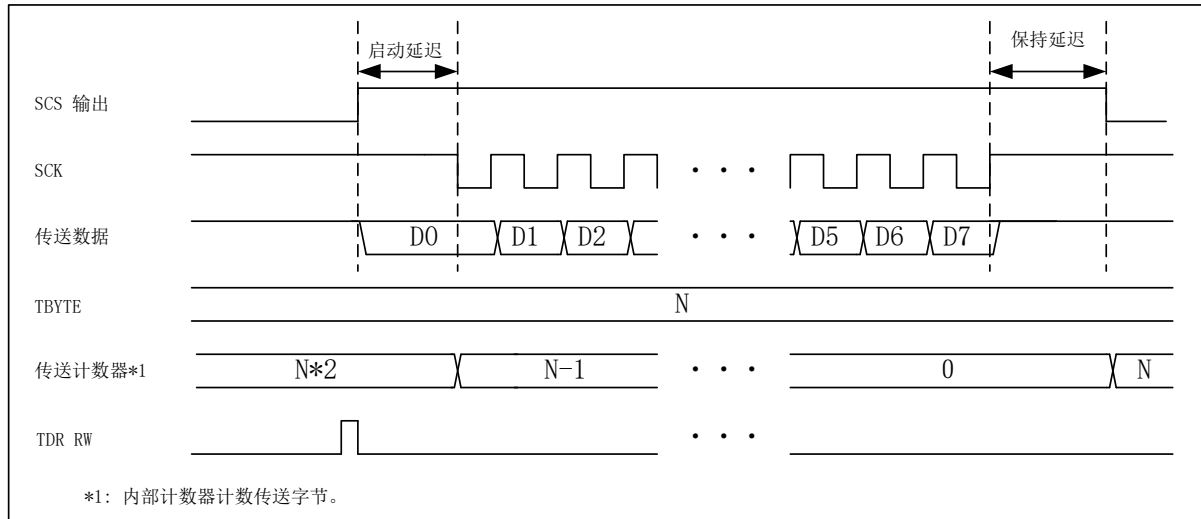 启动延迟
保持延迟
SCS 输出
SCK
· · ·
传送数据
D0 D1 D2 · · · D5 D6 D7
TBYTE
N
传送计数器*1
N*2 N-1 · · · 0 N
TDR RW
· · ·
*1: 内部计数器计数传送字节。